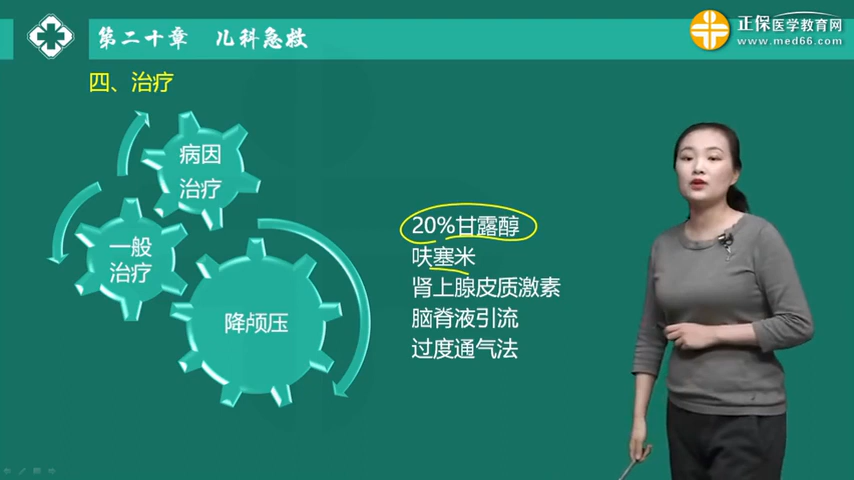 第二十章 儿科急救
正保医学教育网
www.med66.com
四、治疗
病因
治疗
一般
治疗
降颅压
20%甘露醇
呋塞米
肾上腺皮质激素
脑脊液引流
过度通气法